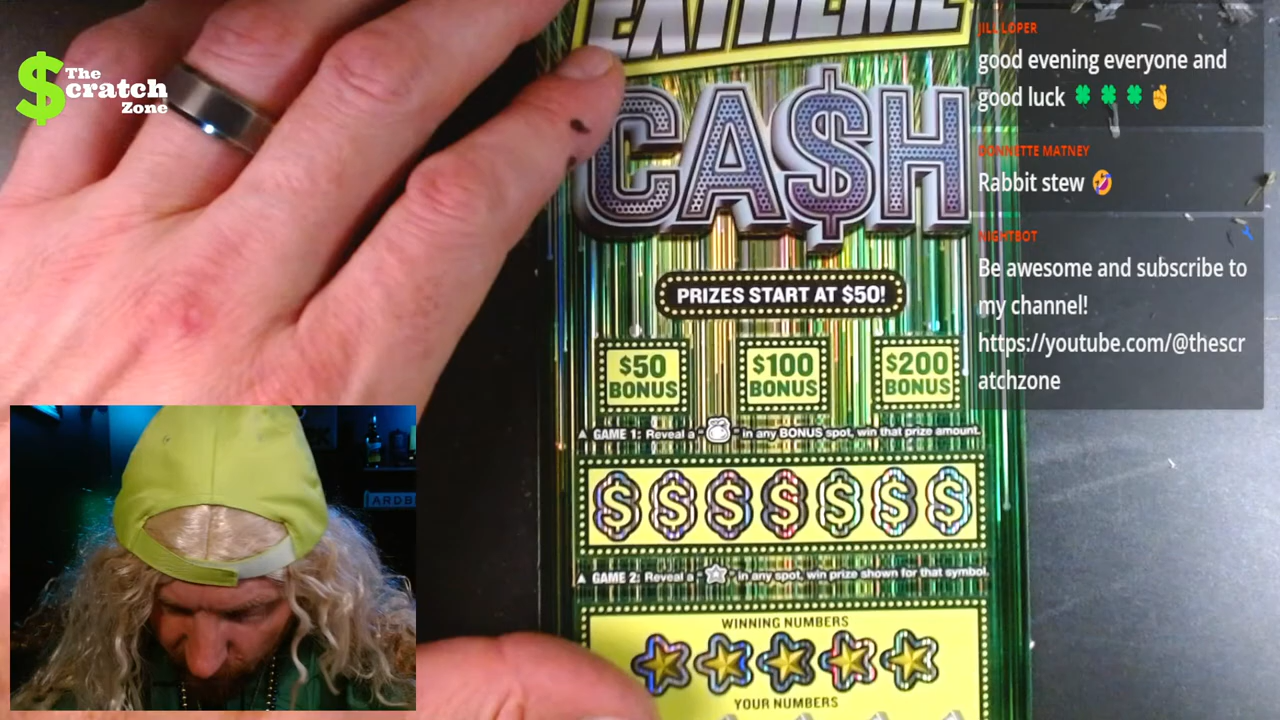 The
$cratch
Zone
EXTREME
CA$H
PRIZES START AT $50!
$50
BONUS
$100
BONUS
$200
BONUS
▲ GAME 1: Reveal a " " in any BONUS spot, win that prize amount.
$ $ $ $ $ $ $
▲ GAME 2: Reveal a " " in any spot, win prize shown for that symbol.
WINNING NUMBERS
YOUR NUMBERS
JILL LOPER
good evening everyone and
good luck 🍀 🍀 🍀 🤞
DONNETTE MATNEY
Rabbit stew 🤣
NIGHTBOT
Be awesome and subscribe to
my channel!
https://youtube.com/@thescr
atchzone
ARDB